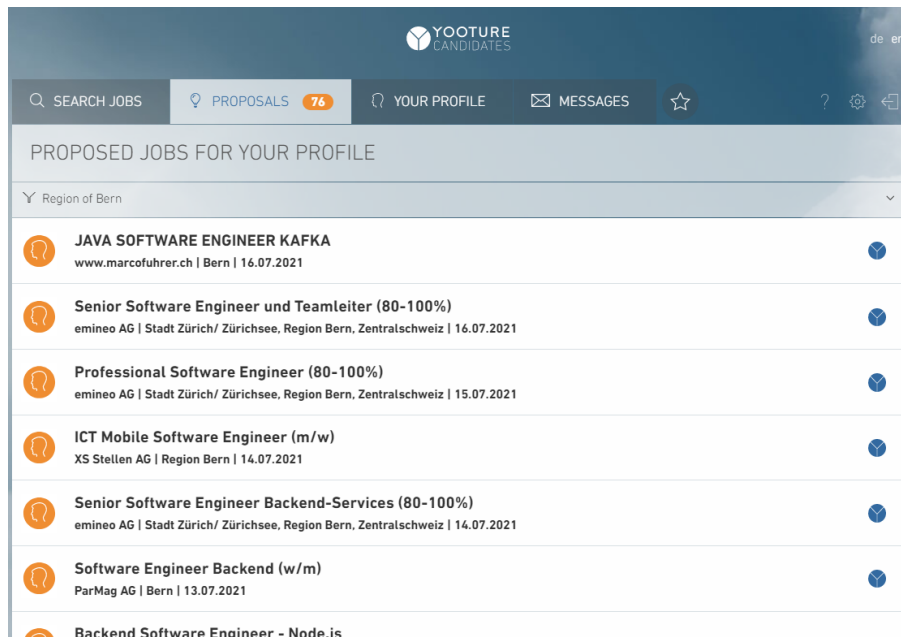 YOOTURE
CANDIDATES
de en
SEARCH JOBS PROPOSALS 76 YOUR PROFILE MESSAGES ?
PROPOSED JOBS FOR YOUR PROFILE
Region of Bern
JAVA SOFTWARE ENGINEER KAFKA
www.marcofuhrer.ch | Bern | 16.07.2021
Senior Software Engineer und Teamleiter (80-100%)
emineo AG | Stadt Zürich/ Zürichsee, Region Bern, Zentralschweiz | 16.07.2021
Professional Software Engineer (80-100%)
emineo AG | Stadt Zürich/ Zürichsee, Region Bern, Zentralschweiz | 15.07.2021
ICT Mobile Software Engineer (m/w)
XS Stellen AG | Region Bern | 14.07.2021
Senior Software Engineer Backend-Services (80-100%)
emineo AG | Stadt Zürich/ Zürichsee, Region Bern, Zentralschweiz | 14.07.2021
Software Engineer Backend (w/m)
ParMag AG | Bern | 13.07.2021
Backend Software Engineer - Node.js